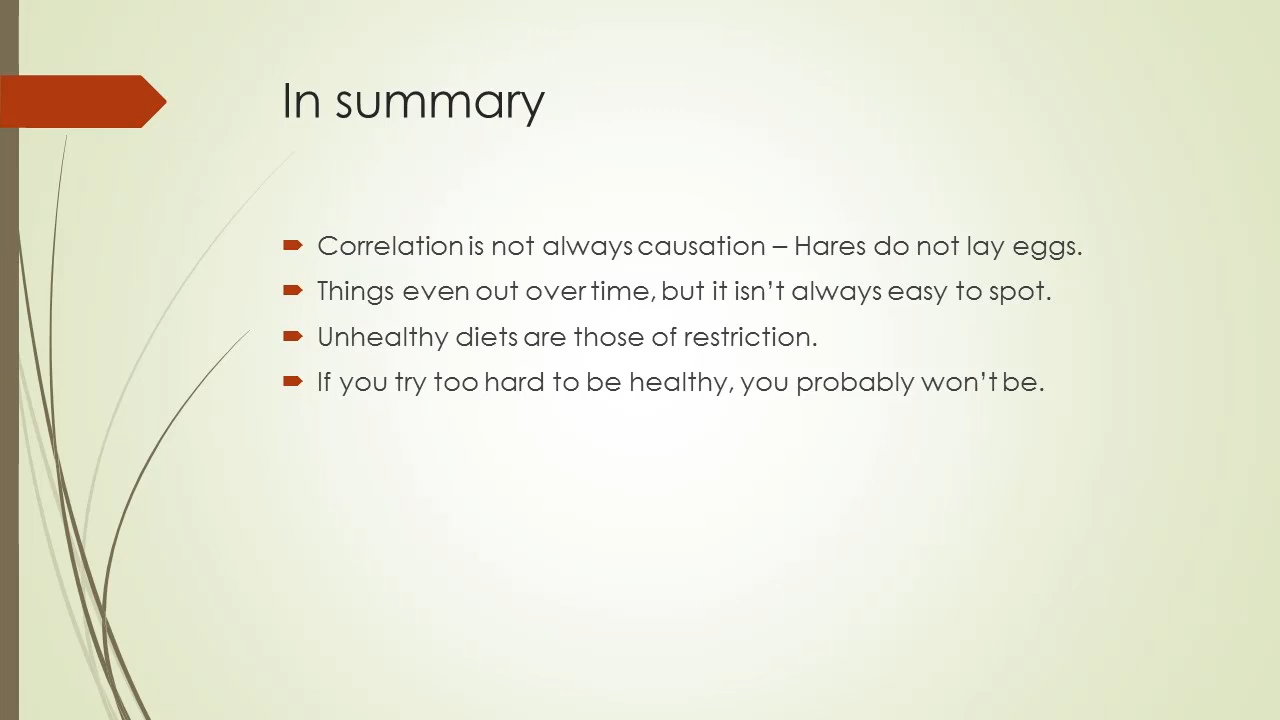 In summary
Correlation is not always causation – Hares do not lay eggs.
Things even out over time, but it isn’t always easy to spot.
Unhealthy diets are those of restriction.
If you try too hard to be healthy, you probably won’t be.